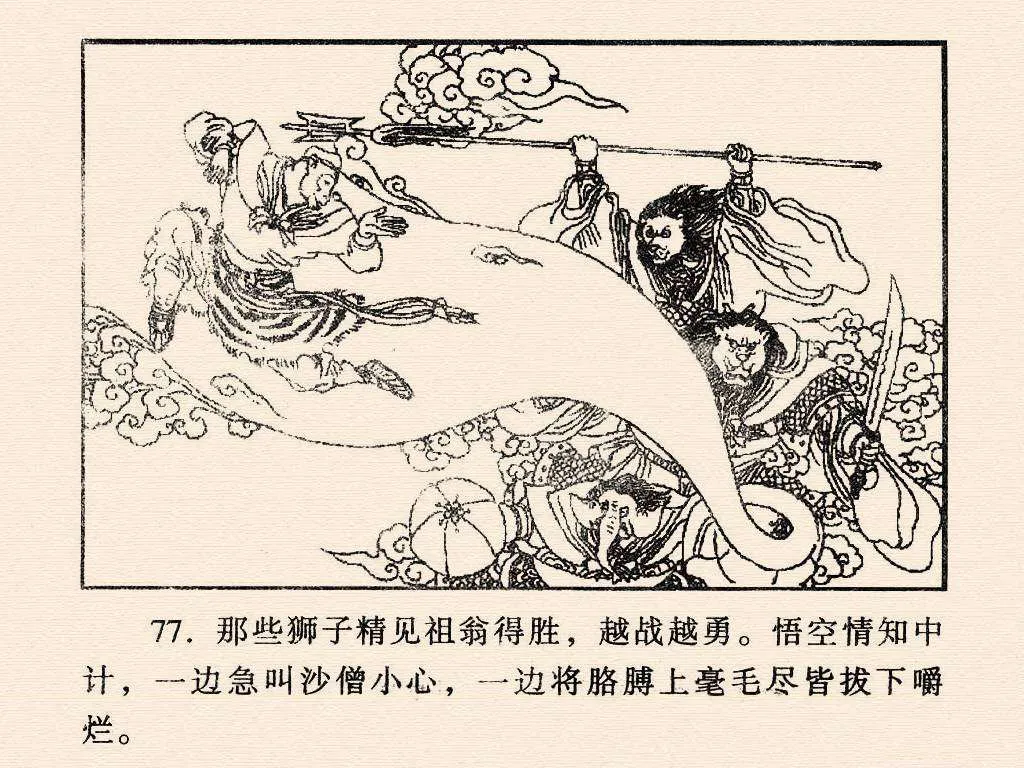 77. 那些狮子精见祖翁得胜，越战越勇。悟空情知中
计，一边急叫沙僧小心，一边将胳膊上毫毛尽皆拔下嚼
烂。